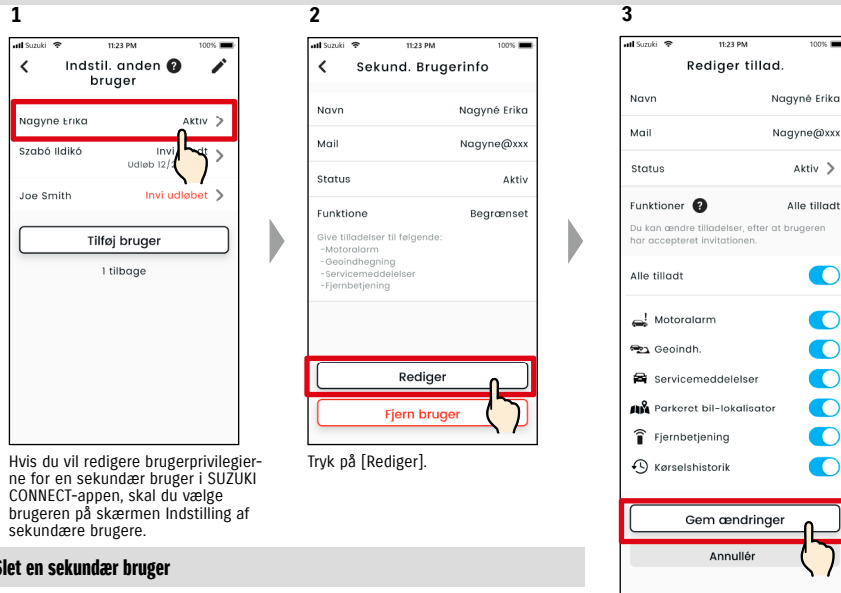 1
Suzuki 11:23 PM 100%
Indstil. anden ?
bruger
Nagyné Erika Aktiv
Szabó Ildikó
Udløb 12/
Joe Smith Invi udløbet
Tilføj bruger
1 tilbage
Hvis du vil redigere brugerprivilegier-
ne for en sekundær bruger i SUZUKI
CONNECT-appen, skal du vælge
brugeren på skærmen Indstilling af
sekundære brugere.
2
Suzuki 11:23 PM 100%
Sekund. Brugerinfo
Navn Nagyné Erika
Mail Nagyne@xxx
Status Aktiv
Funktione Begrænset
Give tilladelser til følgende:
-Motoralarm
-Geoindhegning
-Servicemeddelelser
-Fjernbetjening
Rediger
Fjern bruger
Tryk på [Rediger].
3
Suzuki 11:23 PM 100%
Rediger tillad.
Navn Nagyné Erika
Mail Nagyne@xxx
Status Aktiv
Funktioner ? Alle tilladt
Du kan ændre tilladelser, efter at brugeren
har accepteret invitationen.
Alle tilladt
Motoralarm
Geoindh.
Servicemeddelelser
Parkeret bil-lokalisator
Fjernbetjening
Kørselshistorik
Gem ændringer
Annullér
Slet en sekundær bruger